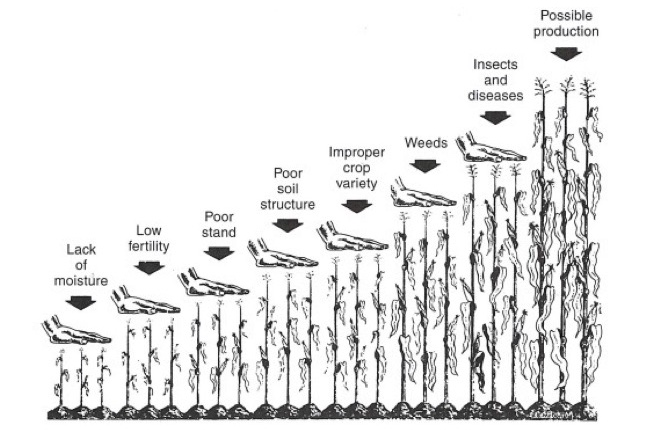 Possible
production
Insects
and
diseases
Weeds
Improper
crop
variety
Poor
soil
structure
Poor
stand
Low
fertility
Lack
of
moisture